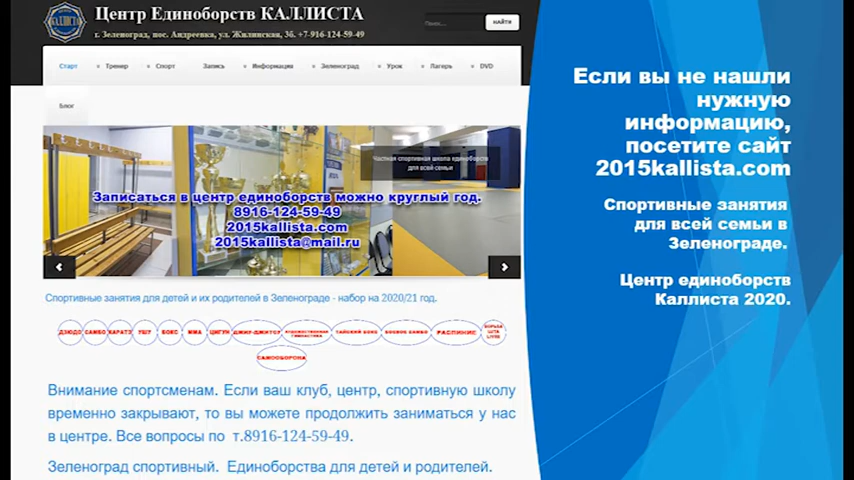 Центр Единоборств КАЛЛИСТА
г. Зеленоград, пос. Андреевка, ул. Жилинская, 3б. +7-916-124-59-49
КАЛЛИСТА
Поиск...
НАЙТИ
Старт Тренер Спорт Запись Информация Зеленоград Урок Лагерь DVD
Блог
Частная спортивная школа единоборств
для всей семьи
Записаться в центр единоборств можно круглый год.
8916-124-59-49
2015kallista.com
2015kallista@mail.ru
Спортивные занятия для детей и их родителей в Зеленограде - набор на 2020/21 год.
ДЗЮДО САМБО КАРАТЭ УШУ БОКС ММА ЦИГУН ДЖИУ-ДЖИТСУ ХУДОЖЕСТВЕННАЯ ГИМНАСТИКА ТАЙСКИЙ БОКС БОЕВОЕ САМБО РАСПИЛИНЕ
САМООБОРОНА
Внимание спортсменам. Если ваш клуб, центр, спортивную школу
временно закрывают, то вы можете продолжить заниматься у нас
в центре. Все вопросы по т.8916-124-59-49.
Зеленоград спортивный. Единоборства для детей и родителей.
Если вы не нашли
нужную
информацию,
посетите сайт
2015kallista.com
Спортивные занятия
для всей семьи в
Зеленограде.
Центр единоборств
Каллиста 2020.